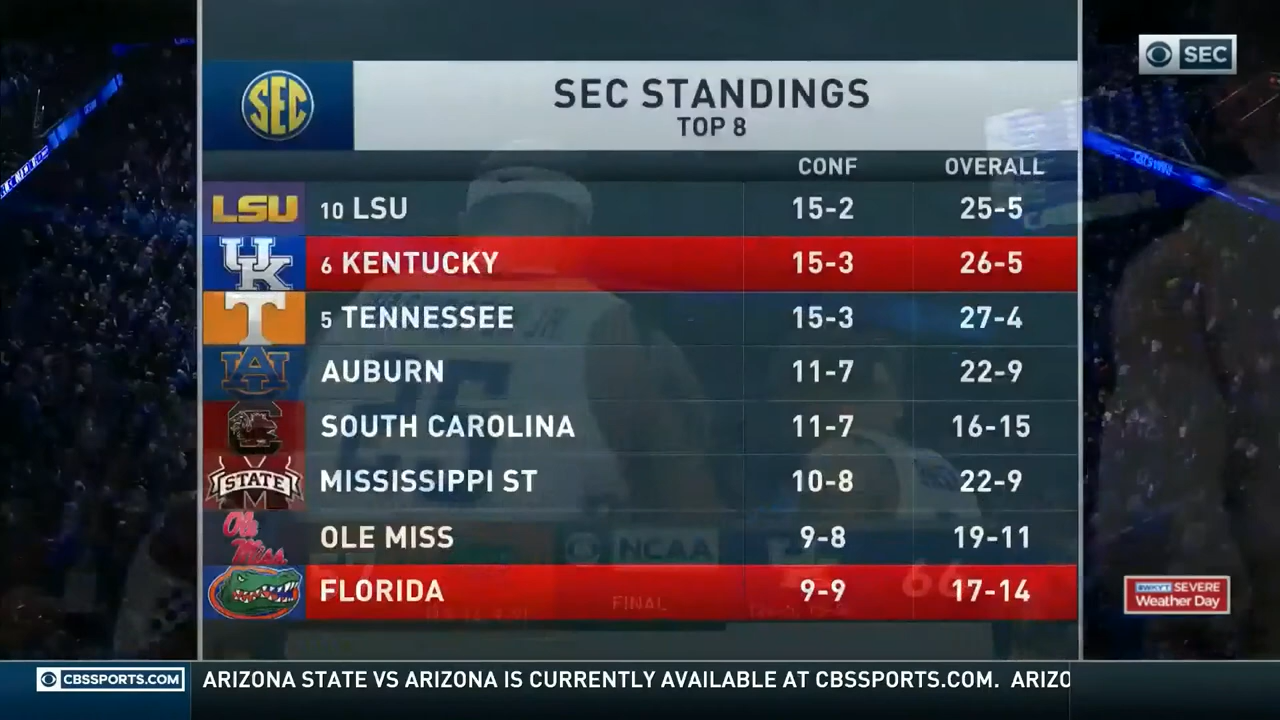 SEC
SEC
SEC STANDINGS
TOP 8
CONF OVERALL
LSU 10 LSU 15-2 25-5
UK 6 KENTUCKY 15-3 26-5
T 5 TENNESSEE 15-3 27-4
AU AUBURN 11-7 22-9
C SOUTH CAROLINA 11-7 16-15
STATE MISSISSIPPI ST 10-8 22-9
Ole Miss OLE MISS 9-8 19-11
FLORIDA 9-9 17-14
NCAA
66
FINAL
WKYT SEVERE
Weather Day
CBSSPORTS.COM ARIZONA STATE VS ARIZONA IS CURRENTLY AVAILABLE AT CBSSPORTS.COM. ARIZO